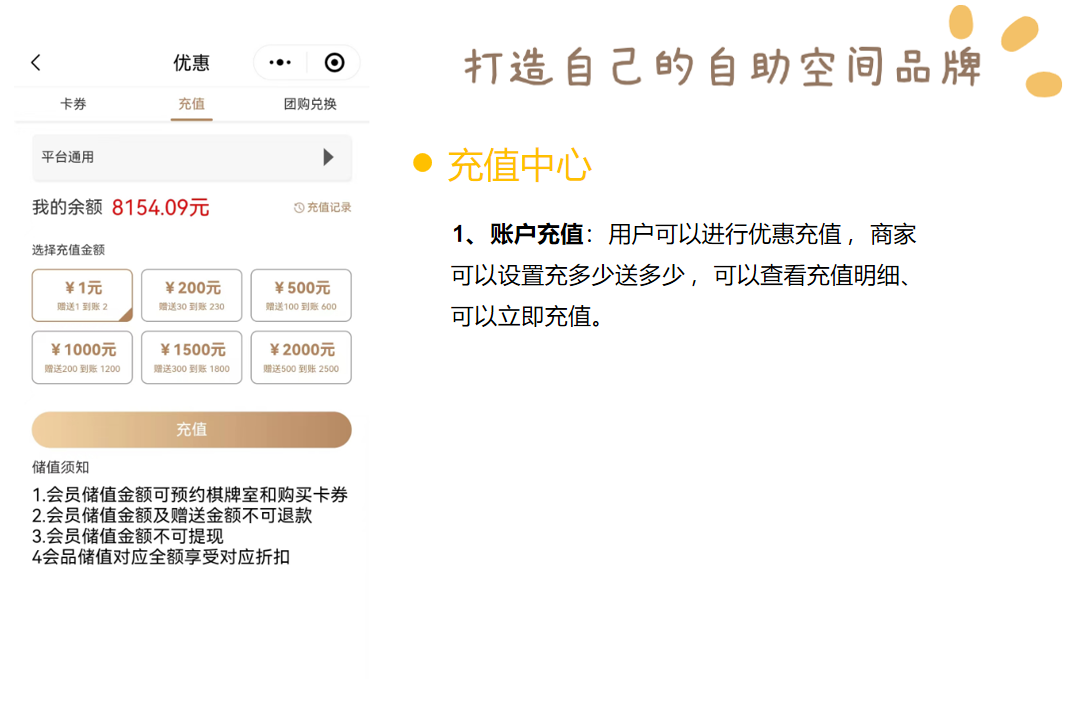 优惠
卡券 充值 团购兑换
平台通用
我的余额 8154.09元 充值记录
选择充值金额
¥1元 ¥200元 ¥500元
赠送1 到账 2 赠送30 到账 230 赠送100 到账 600
¥1000元 ¥1500元 ¥2000元
赠送200 到账 1200 赠送300 到账 1800 赠送500 到账 2500
充值
储值须知
1.会员储值金额可预约棋牌室和购买卡券
2.会员储值金额及赠送金额不可退款
3.会员储值金额不可提现
4会品储值对应全额享受对应折扣
打造自己的自助空间品牌
充值中心
1、账户充值：用户可以进行优惠充值，商家
可以设置充多少送多少，可以查看充值明细、
可以立即充值。